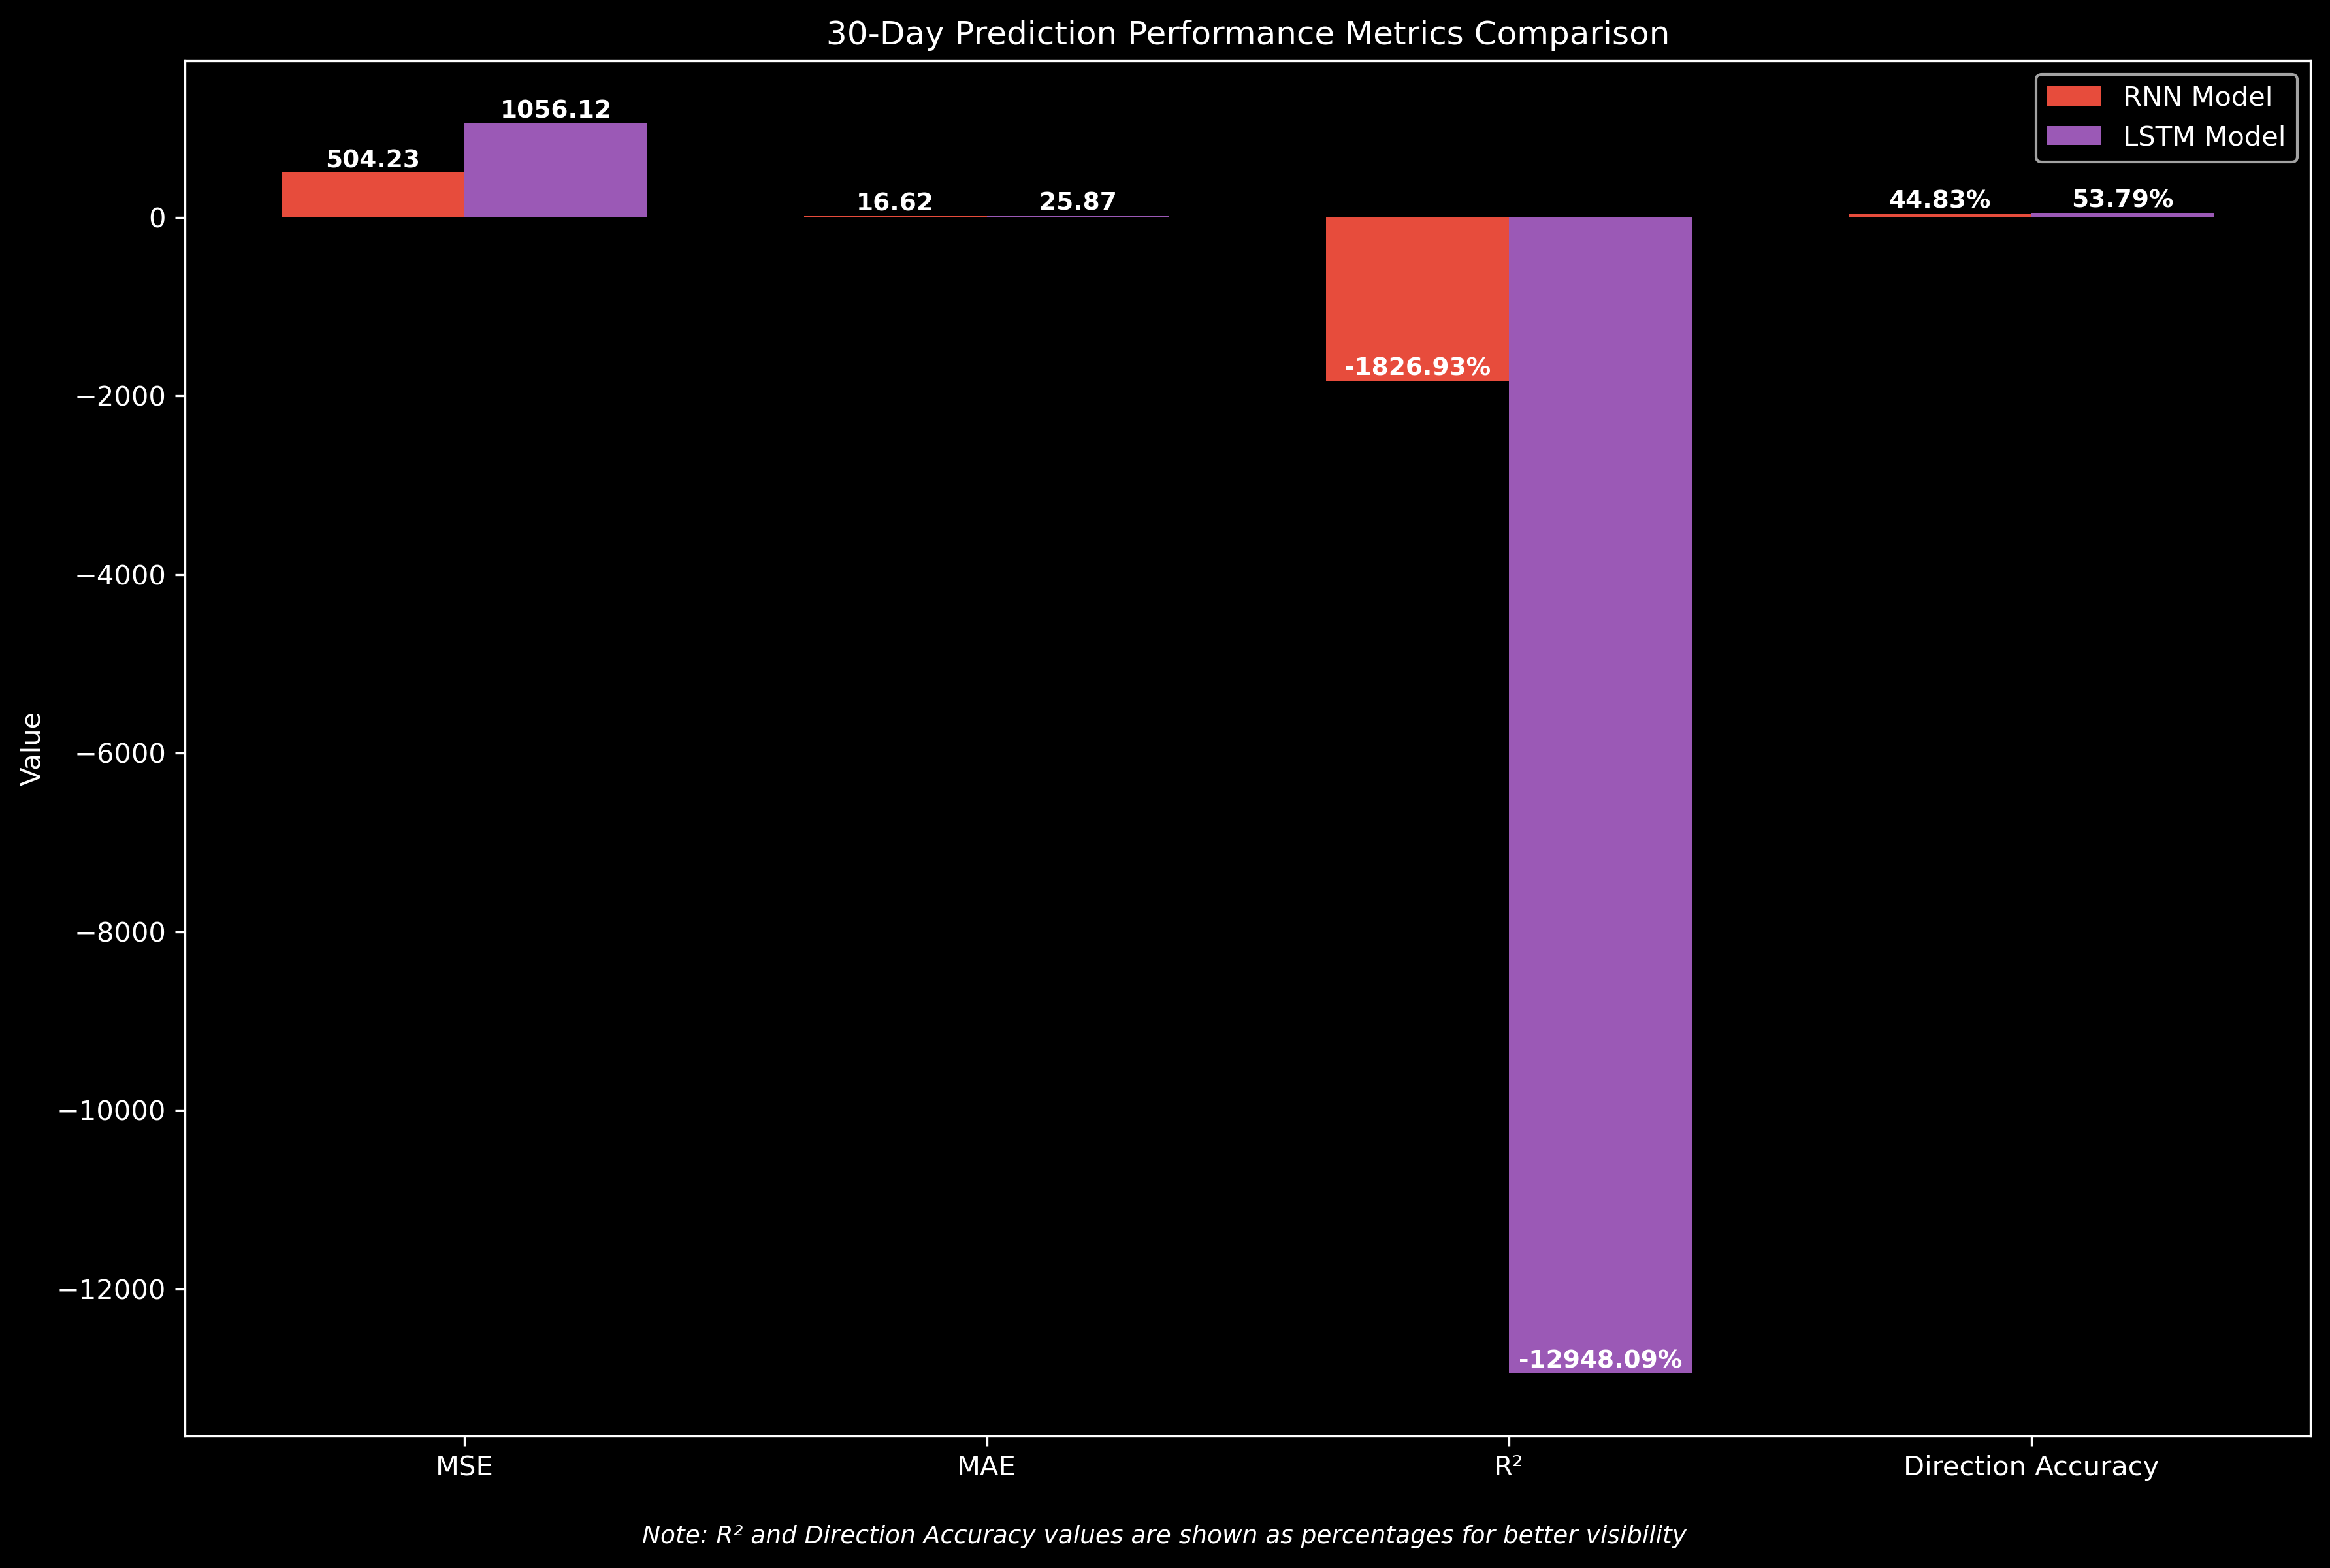 30-Day Prediction Performance Metrics Comparison
RNN Model
LSTM Model
1056.12
504.23
16.62
25.87
44.83%
53.79%
-1826.93%
-12948.09%
Value
0
−2000
−4000
−6000
−8000
−10000
−12000
MSE
MAE
R²
Direction Accuracy
Note: R² and Direction Accuracy values are shown as percentages for better visibility